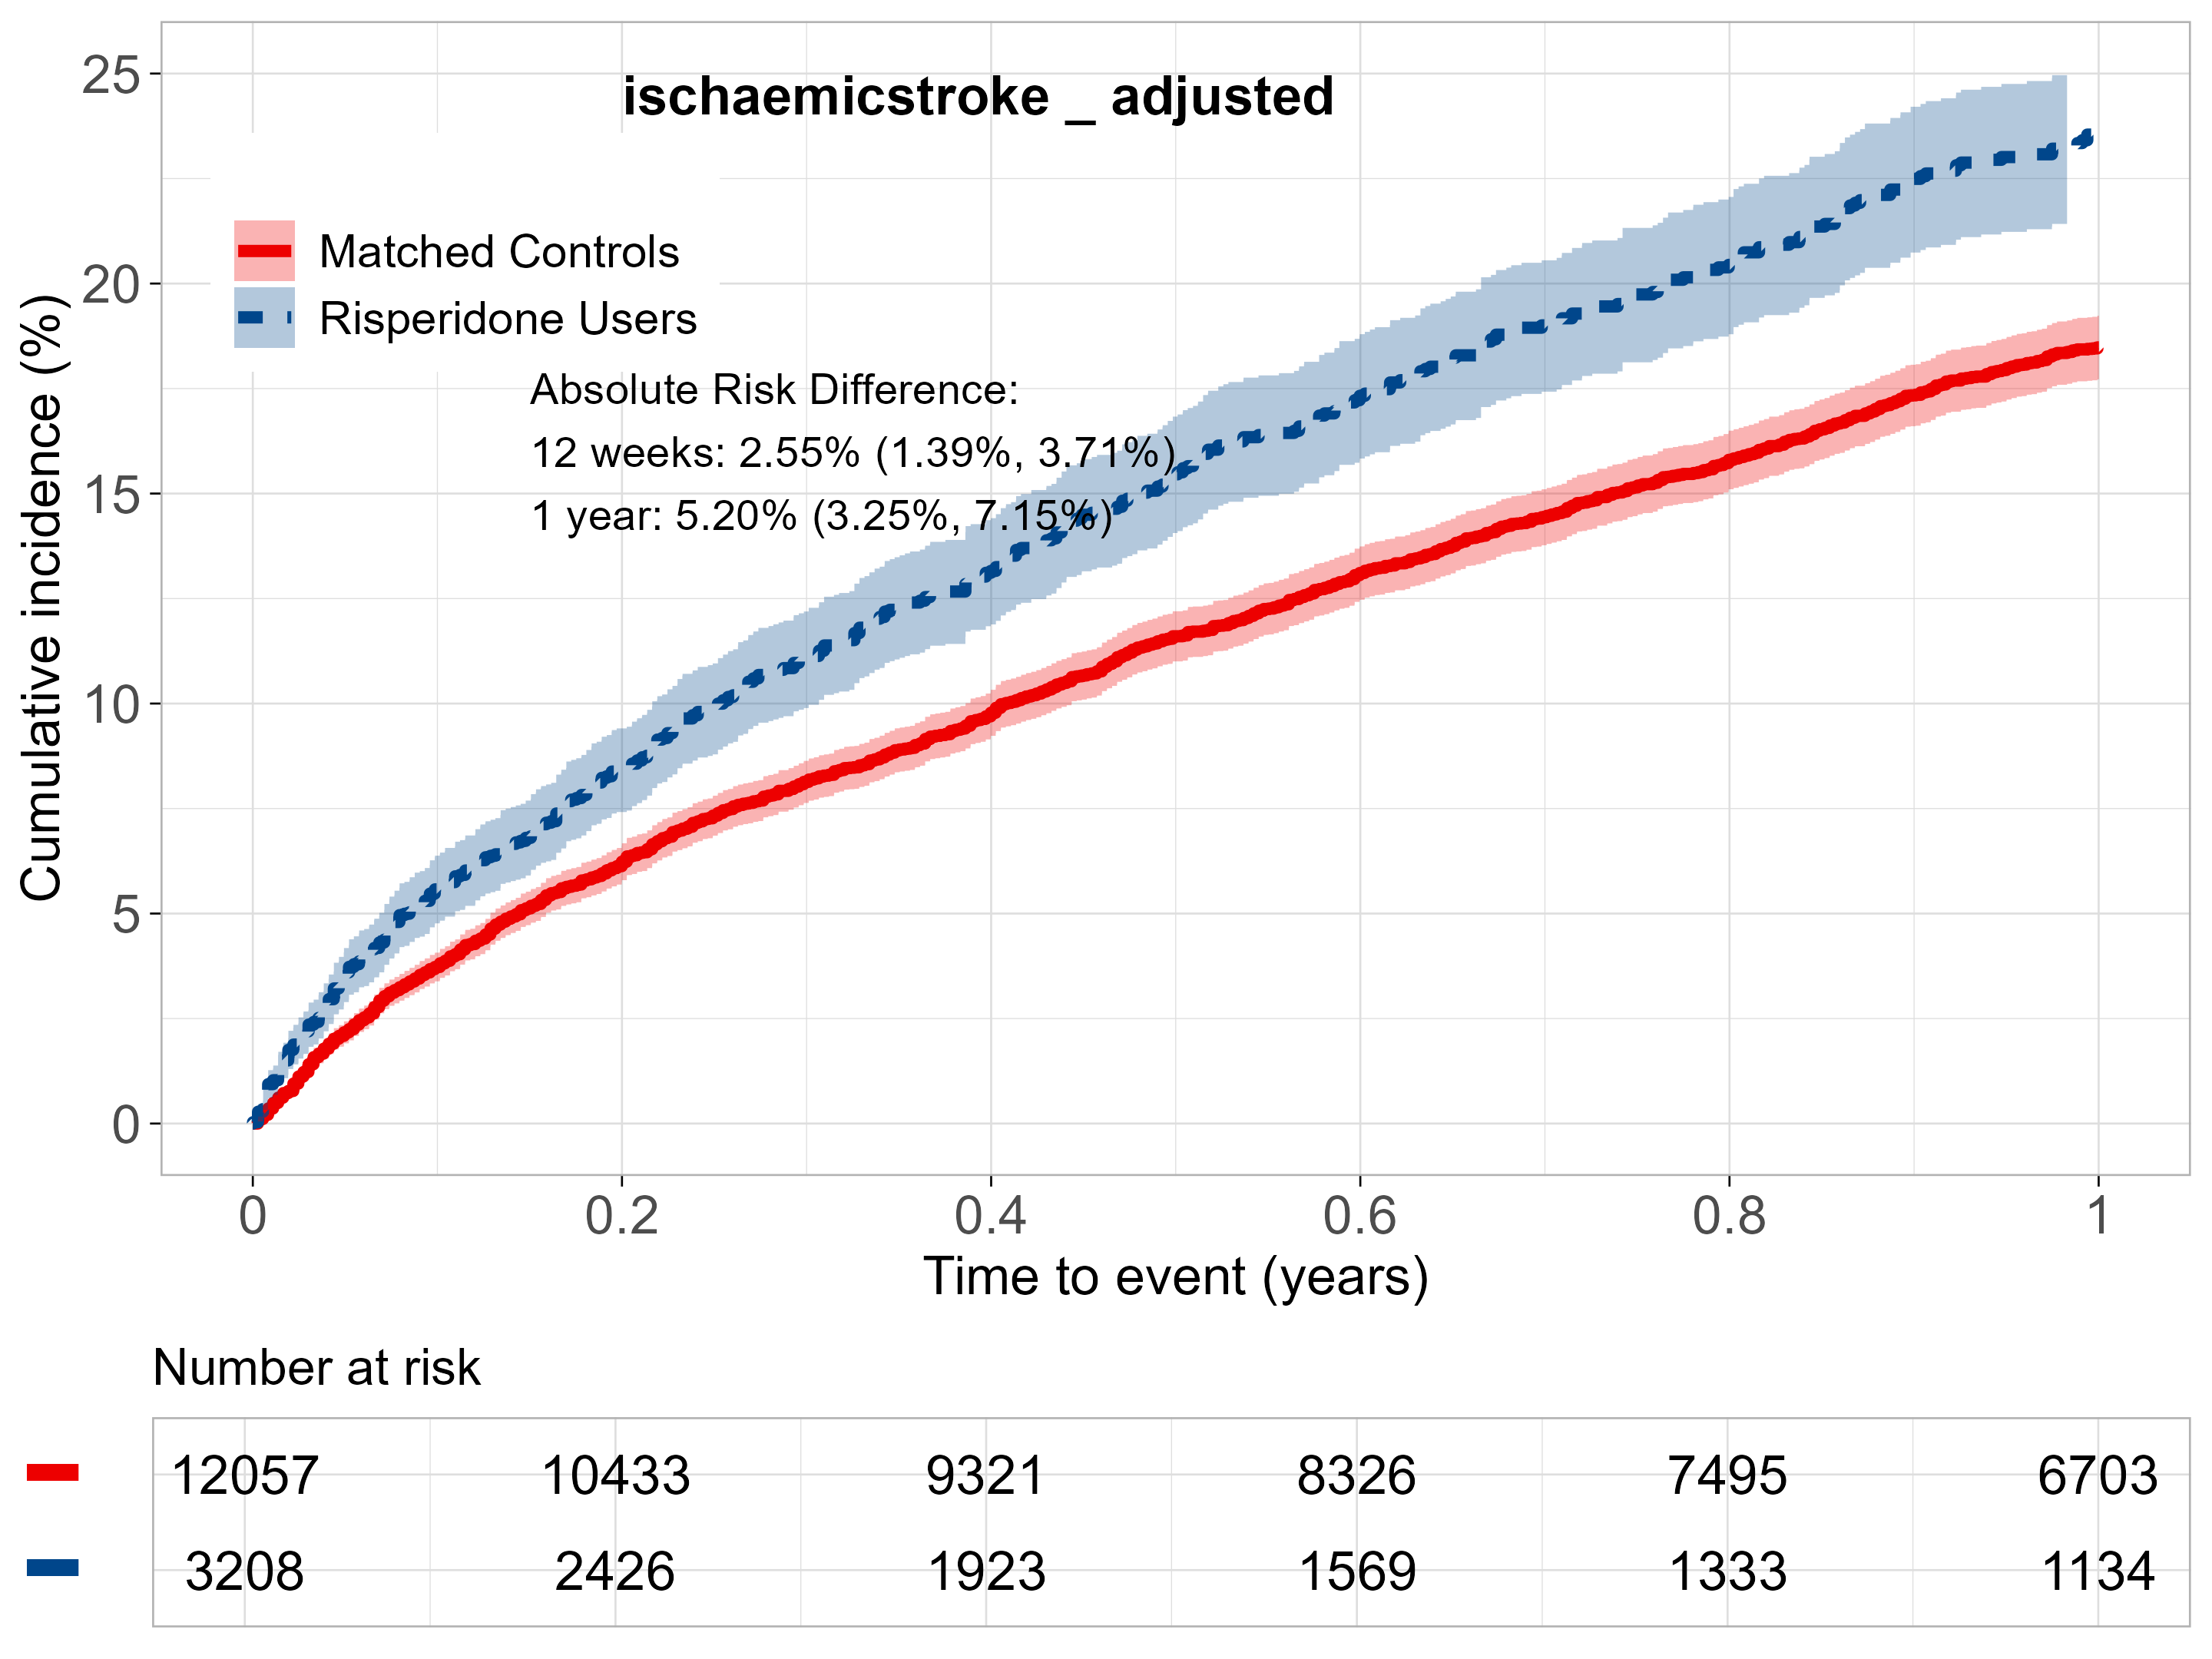 ischaemicstroke _ adjusted
Matched Controls
Risperidone Users
Absolute Risk Difference:
12 weeks: 2.55% (1.39%, 3.71%)
1 year: 5.20% (3.25%, 7.15%)
Cumulative incidence (%)
25
20
15
10
5
0
0 0.2 0.4 0.6 0.8 1
Time to event (years)
Number at risk
12057 10433 9321 8326 7495 6703
3208 2426 1923 1569 1333 1134